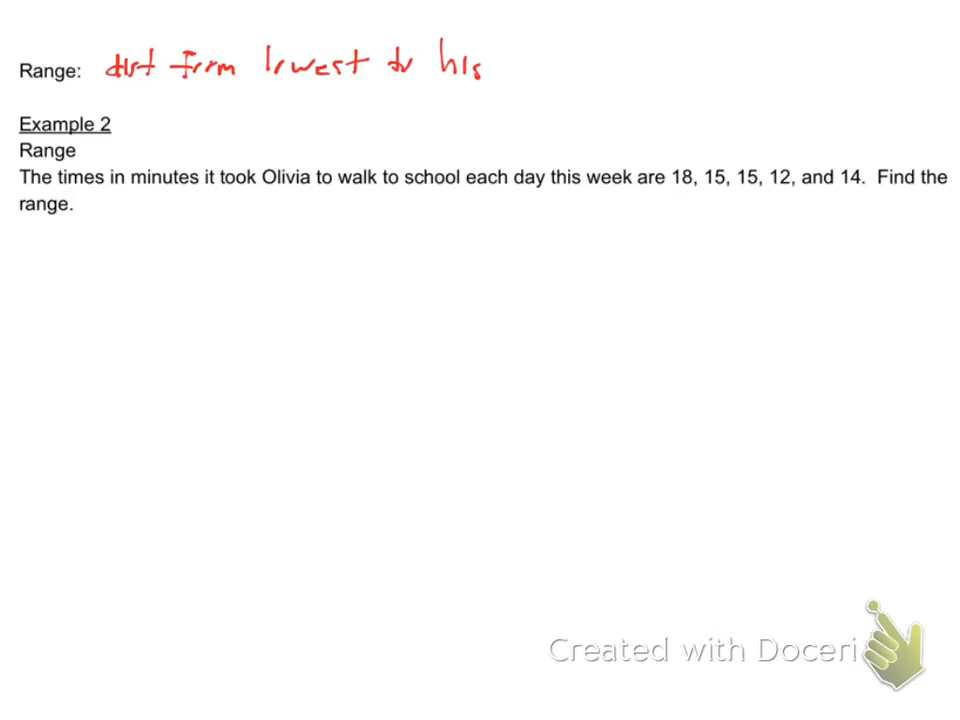 Range: dist from lowest to hig
Example 2
Range
The times in minutes it took Olivia to walk to school each day this week are 18, 15, 15, 12, and 14. Find the
range.
Created with Doceri